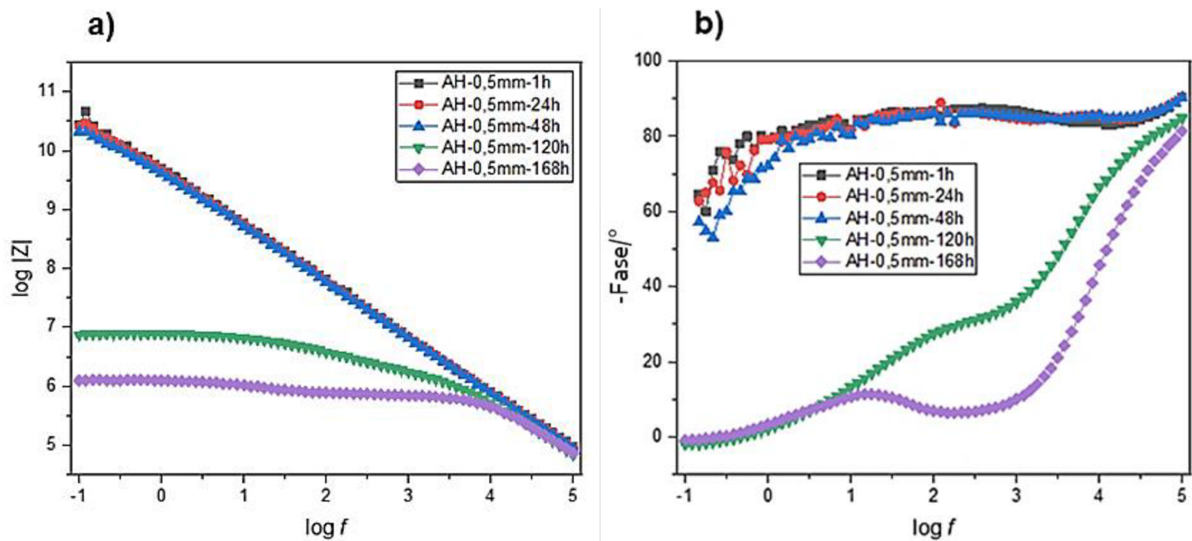 a)
11
10
9
8
7
6
5
log |Z|
-1
0
1
2
3
4
5
log f
AH-0,5mm-1h
AH-0,5mm-24h
AH-0,5mm-48h
AH-0,5mm-120h
AH-0,5mm-168h
b)
100
80
60
40
20
0
-Fase/°
-1
0
1
2
3
4
5
log f
AH-0,5mm-1h
AH-0,5mm-24h
AH-0,5mm-48h
AH-0,5mm-120h
AH-0,5mm-168h